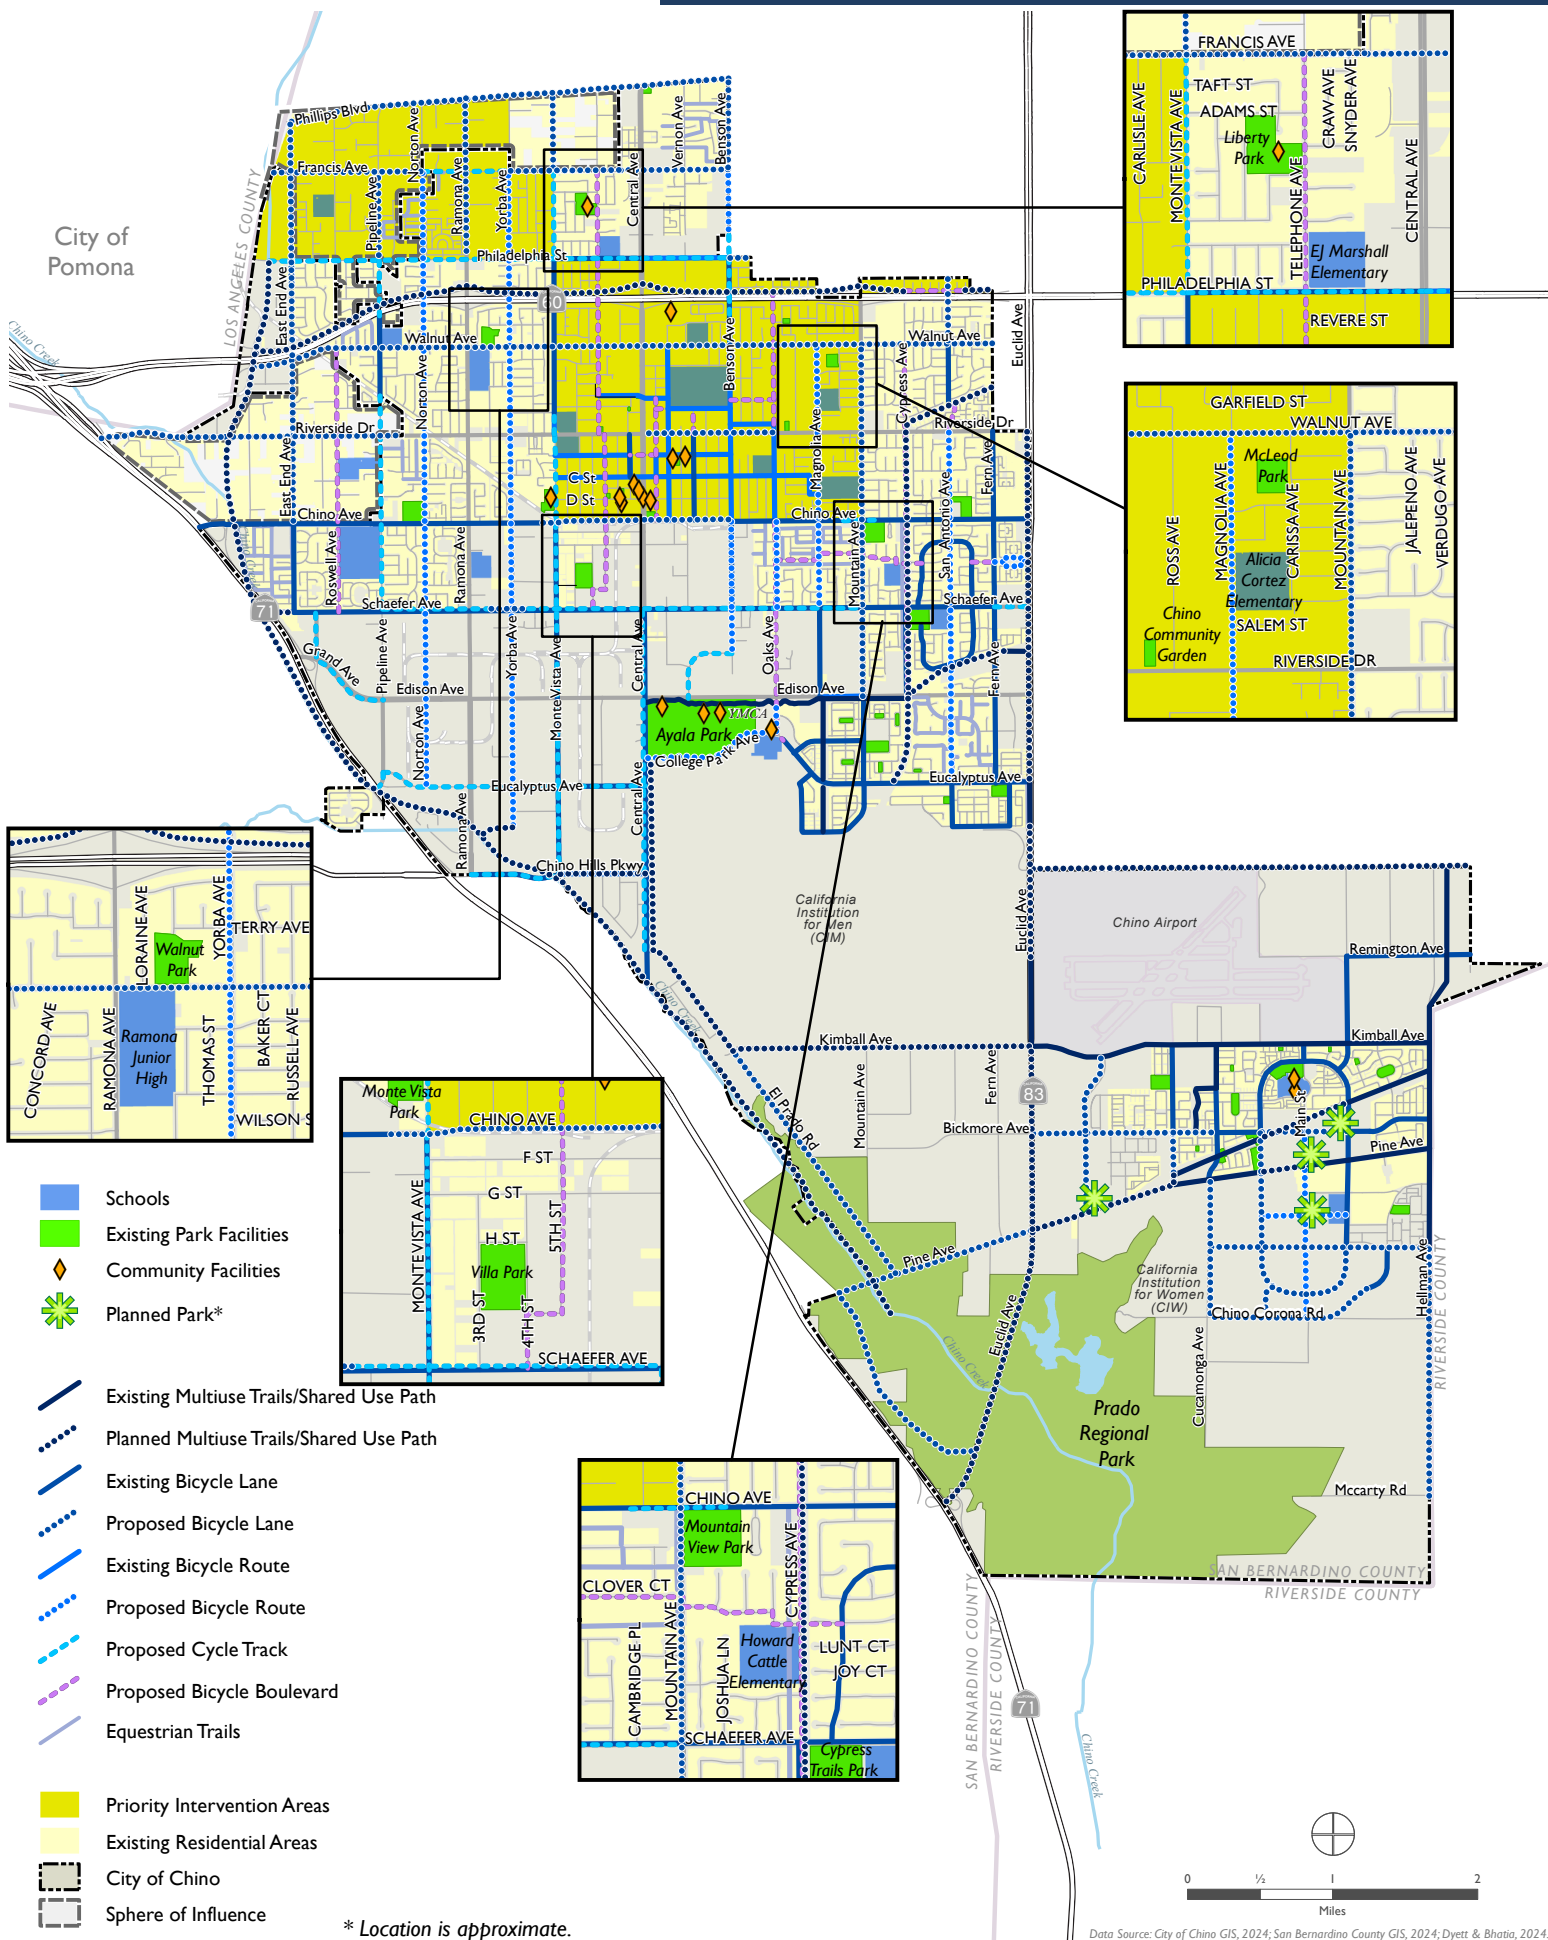 City of
Pomona
LOS ANGELES COUNTY
Chino Creek
Phillips Blvd
Francis Ave
Norton Ave
Pipeline Ave
Ramona Ave
Yorba Ave
Central Ave
Vernon Ave
Benson Ave
Philadelphia St
60
East End Ave
Walnut Ave
Norton Ave
Benson Ave
Walnut Ave
Cypress Ave
Euclid Ave
Riverside Dr
Riverside Dr
Magnolia Ave
Fern Ave
East End Ave
C St
D St
Chino Ave
Chino Ave
San Antonio Ave
Roswell Ave
Ramona Ave
Mountain Ave
Chino Creek
Schaefer Ave
Schaefer Ave
71
Grand Ave
Pipeline Ave
Yorba Ave
Monte Vista Ave
Central Ave
Oaks Ave
Fern Ave
Edison Ave
Edison Ave
YMCA
Ayala Park
College Park Ave
Norton Ave
Eucalyptus Ave
Eucalyptus Ave
Central Ave
Ramona Ave
Chino Hills Pkwy
California
Institution
for Men
(CIM)
Euclid Ave
Chino Airport
Remington Ave
Chino Creek
Kimball Ave
Kimball Ave
Mountain Ave
Fern Ave
83
El Prado Rd
Bickmore Ave
Main St
Pine Ave
Pine Ave
California
Institution
for Women
(CIW)
Chino Corona Rd
Hellman Ave
RIVERSIDE COUNTY
Euclid Ave
Chino Creek
Cucamonga Ave
Prado
Regional
Park
Mccarty Rd
SAN BERNARDINO COUNTY
RIVERSIDE COUNTY
SAN BERNARDINO COUNTY
RIVERSIDE COUNTY
71
Chino Creek
FRANCIS AVE
TAFT ST
ADAMS ST
CARLISLE AVE
MONTEVISTA AVE
Liberty
Park
TELEPHONE AVE
CRAW AVE
SNYDER AVE
CENTRAL AVE
EJ Marshall
Elementary
PHILADELPHIA ST
REVERE ST
GARFIELD ST
WALNUT AVE
McLeod
Park
ROSS AVE
MAGNOLIA AVE
CARISSA AVE
MOUNTAIN AVE
JALEPENO AVE
VERDUGO AVE
Alicia
Cortez
Elementary
Chino
Community
Garden
SALEM ST
RIVERSIDE DR
LORAINE AVE
YORBA AVE
TERRY AVE
Walnut
Park
CONCORD AVE
RAMONA AVE
Ramona
Junior
High
THOMAS ST
BAKER CT
RUSSELL AVE
WILSON S
Monte Vista
Park
CHINO AVE
F ST
G ST
H ST
MONTEVISTA AVE
5TH ST
Villa Park
3RD ST
4TH ST
SCHAEFER AVE
CHINO AVE
Mountain
View Park
CYPRESS AVE
CLOVER CT
CAMBRIDGE PL
MOUNTAIN AVE
JOSHUA LN
Howard
Cattle
Elementary
LUNT CT
JOY CT
SCHAEFER AVE
Cypress
Trails Park
Schools
Existing Park Facilities
Community Facilities
Planned Park*
Existing Multiuse Trails/Shared Use Path
Planned Multiuse Trails/Shared Use Path
Existing Bicycle Lane
Proposed Bicycle Lane
Existing Bicycle Route
Proposed Bicycle Route
Proposed Cycle Track
Proposed Bicycle Boulevard
Equestrian Trails
Priority Intervention Areas
Existing Residential Areas
City of Chino
Sphere of Influence
* Location is approximate.
0 ½ 1 2
Miles
Data Source: City of Chino GIS, 2024; San Bernardino County GIS, 2024; Dyett & Bhatia, 2024.